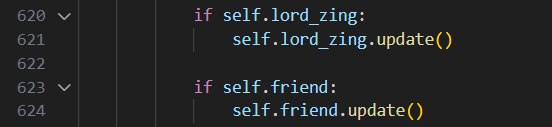 620 if self.lord_zing:
621 self.lord_zing.update()
622
623 if self.friend:
624 self.friend.update()